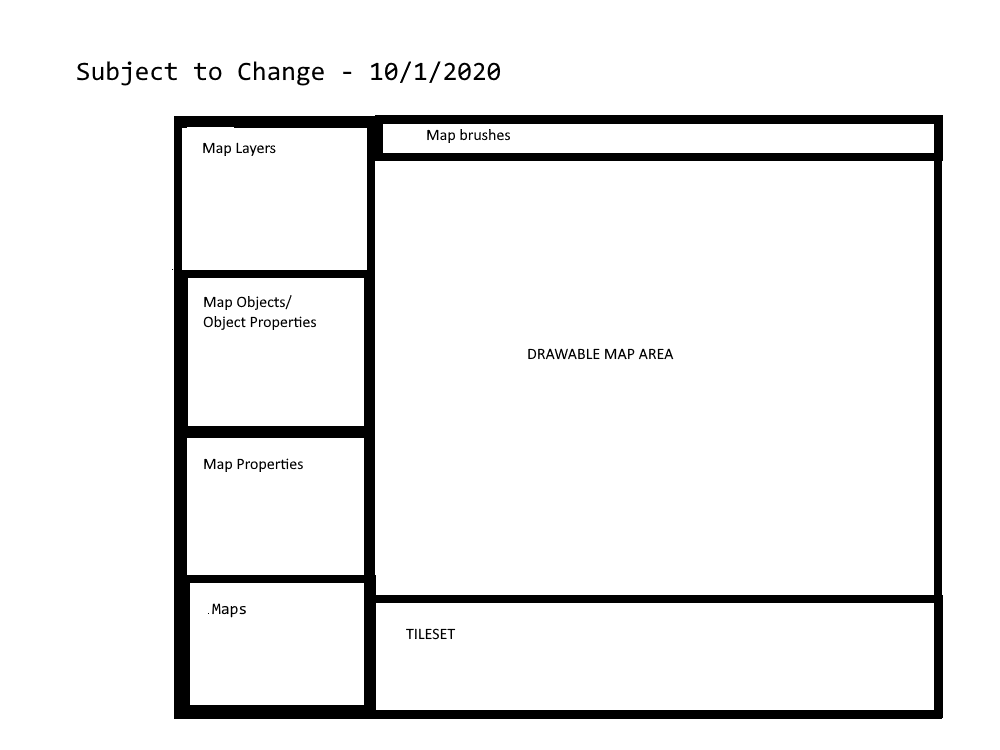 Subject to Change - 10/1/2020
Map Layers
Map brushes
Map Objects/
Object Properties
DRAWABLE MAP AREA
Map Properties
.Maps
TILESET